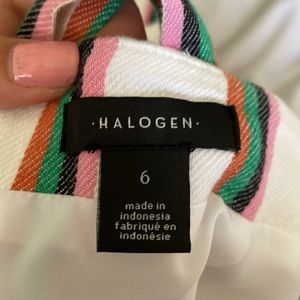 ·HALOGEN·
6
made in
indonesia
fabriqué en
indonésie